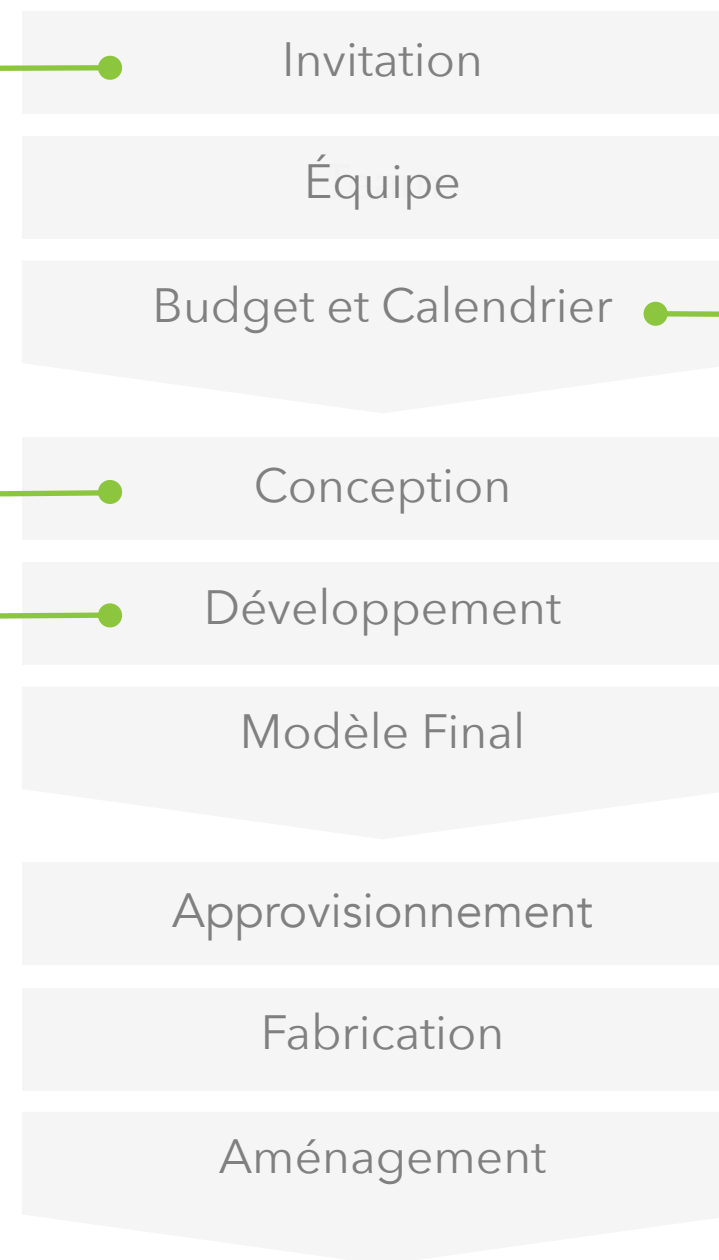 Invitation
Équipe
Budget et Calendrier
Conception
Développement
Modèle Final
Approvisionnement
Fabrication
Aménagement